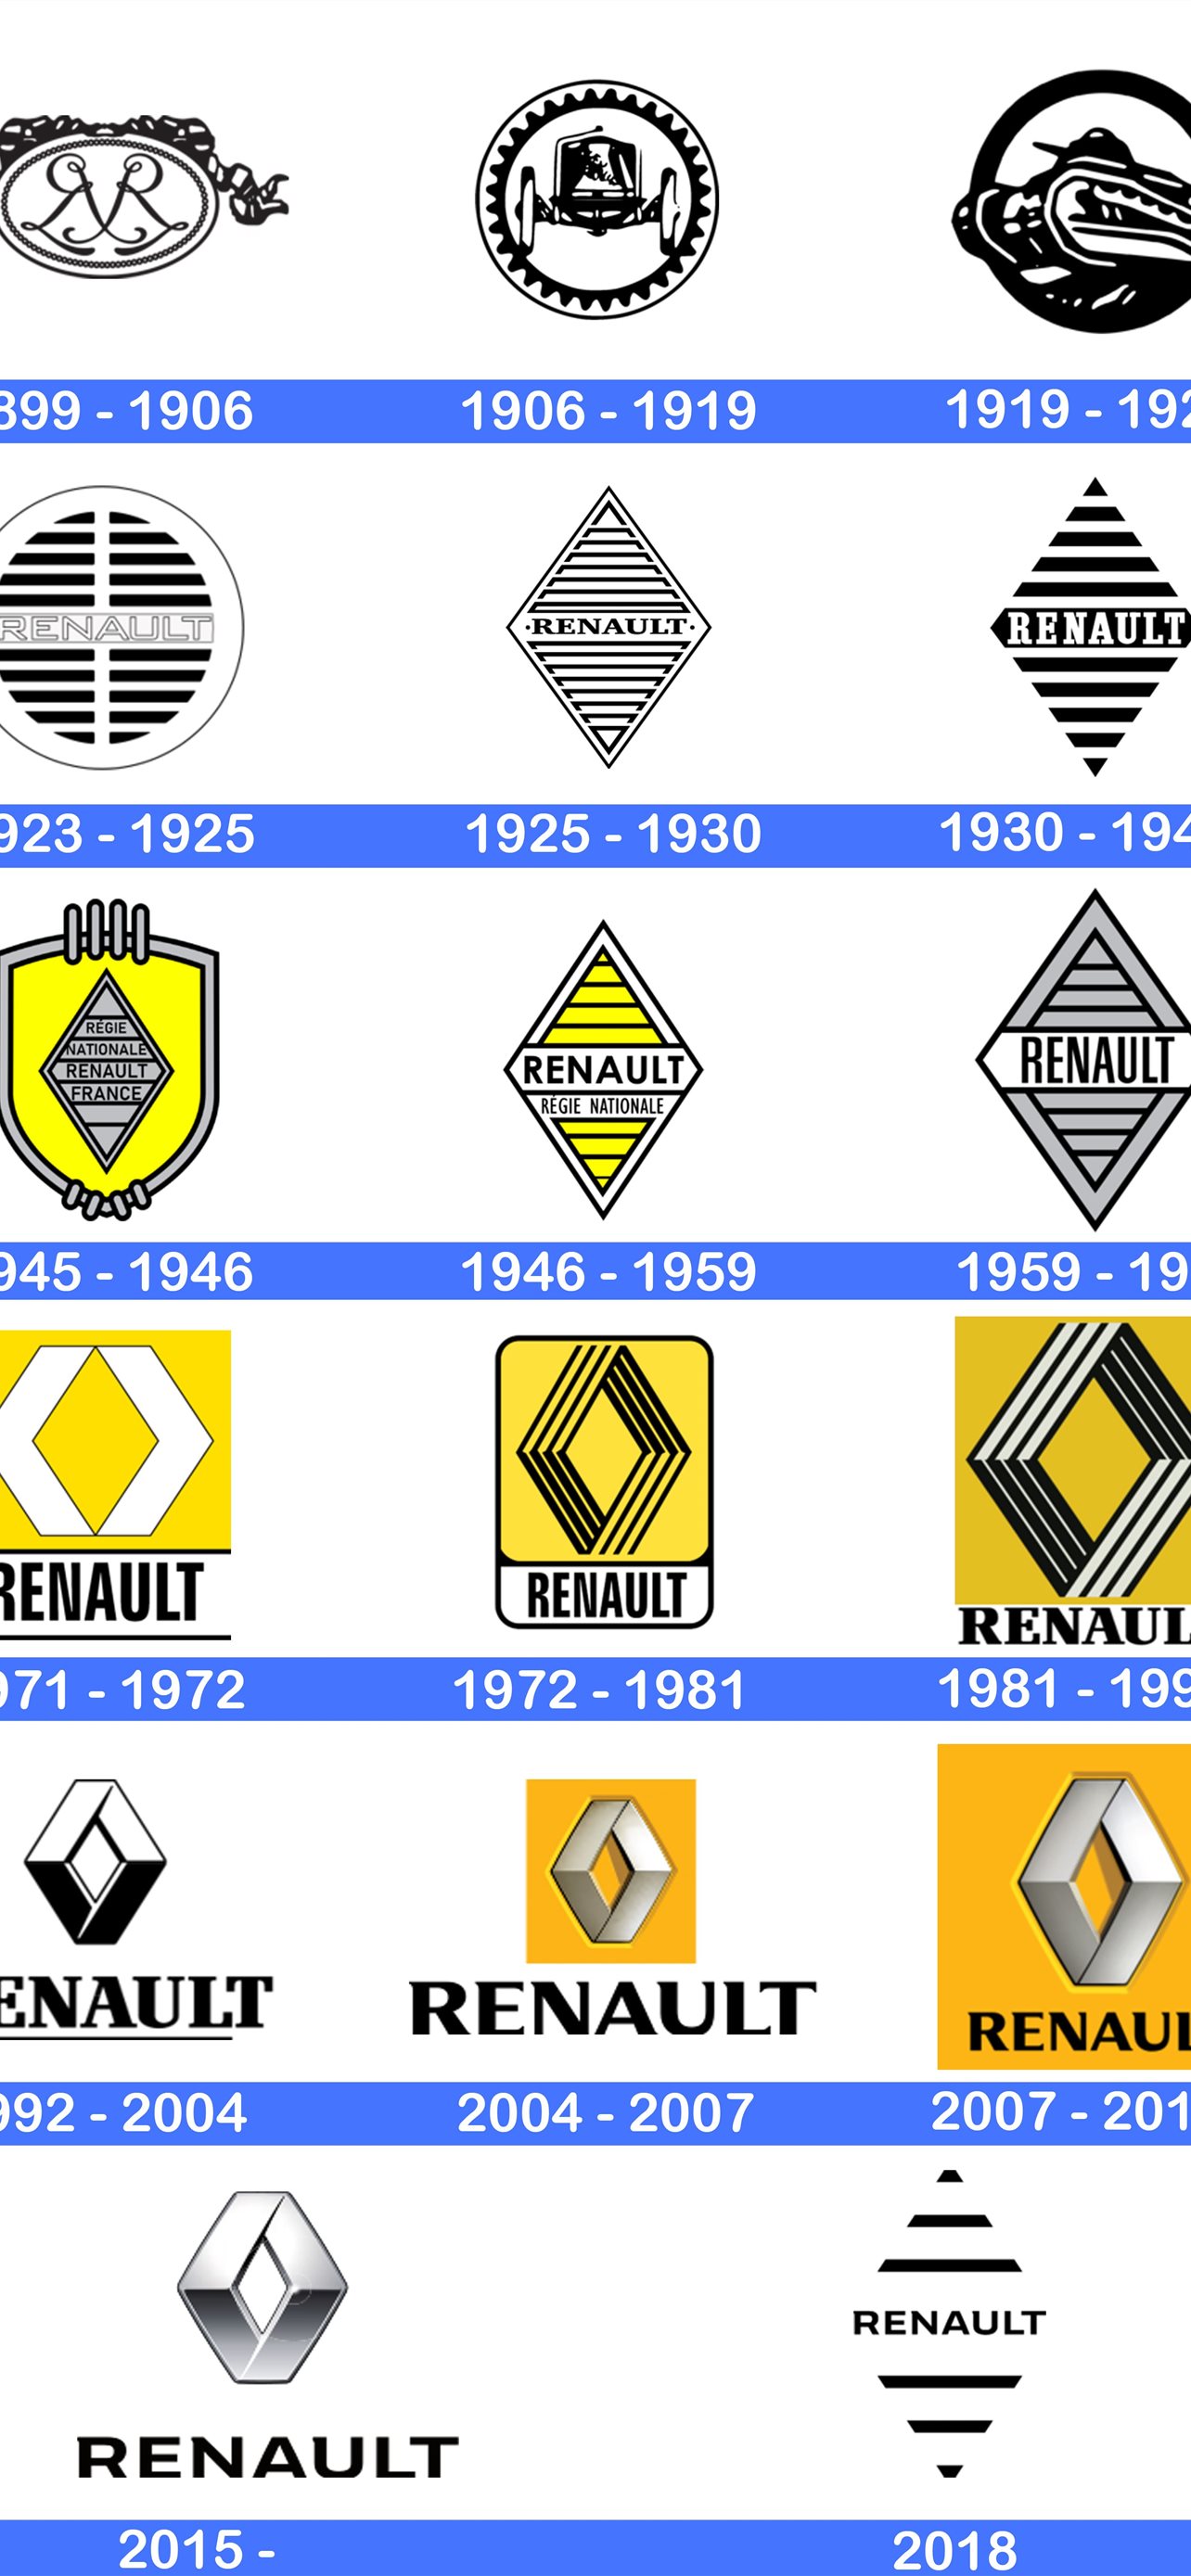 899 - 1906 1906 - 1919 1919 - 192
RENAULT RENAULT RENAULT
923 - 1925 1925 - 1930 1930 - 194
RÉGIE
NATIONALE
RENAULT
FRANCE
RENAULT
RÉGIE NATIONALE
RENAULT
945 - 1946 1946 - 1959 1959 - 19
RENAULT RENAULT RENAUL
971 - 1972 1972 - 1981 1981 - 199
ENAULT RENAULT RENAUL
992 - 2004 2004 - 2007 2007 - 201
RENAULT
RENAULT
2015 - 2018